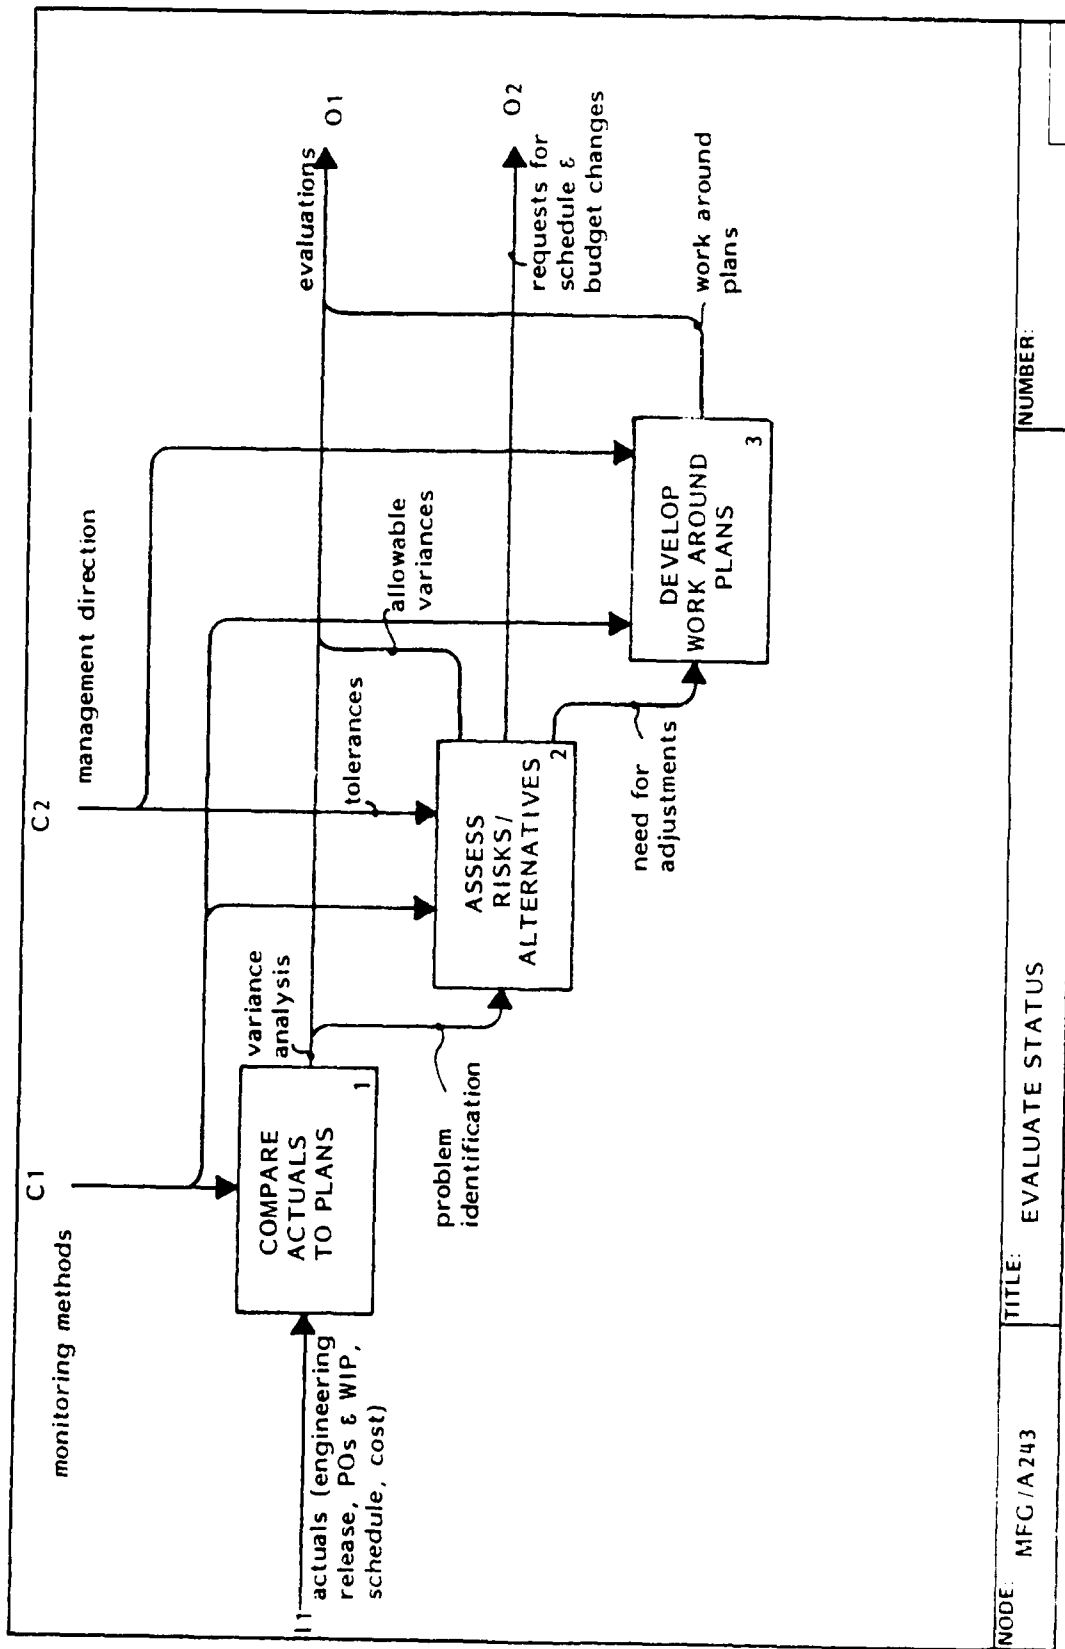 C1
C2
monitoring methods
management direction
I1
actuals (engineering
release, POs & WIP,
schedule, cost)
COMPARE
ACTUALS
TO PLANS
1
variance
analysis
problem
identification
tolerances
ASSESS
RISKS/
ALTERNATIVES
2
allowable
variances
need for
adjustments
DEVELOP
WORK AROUND
PLANS
3
evaluations
O1
O2
requests for
schedule &
budget changes
work around
plans
NODE: MFG/A243
TITLE: EVALUATE STATUS
NUMBER: